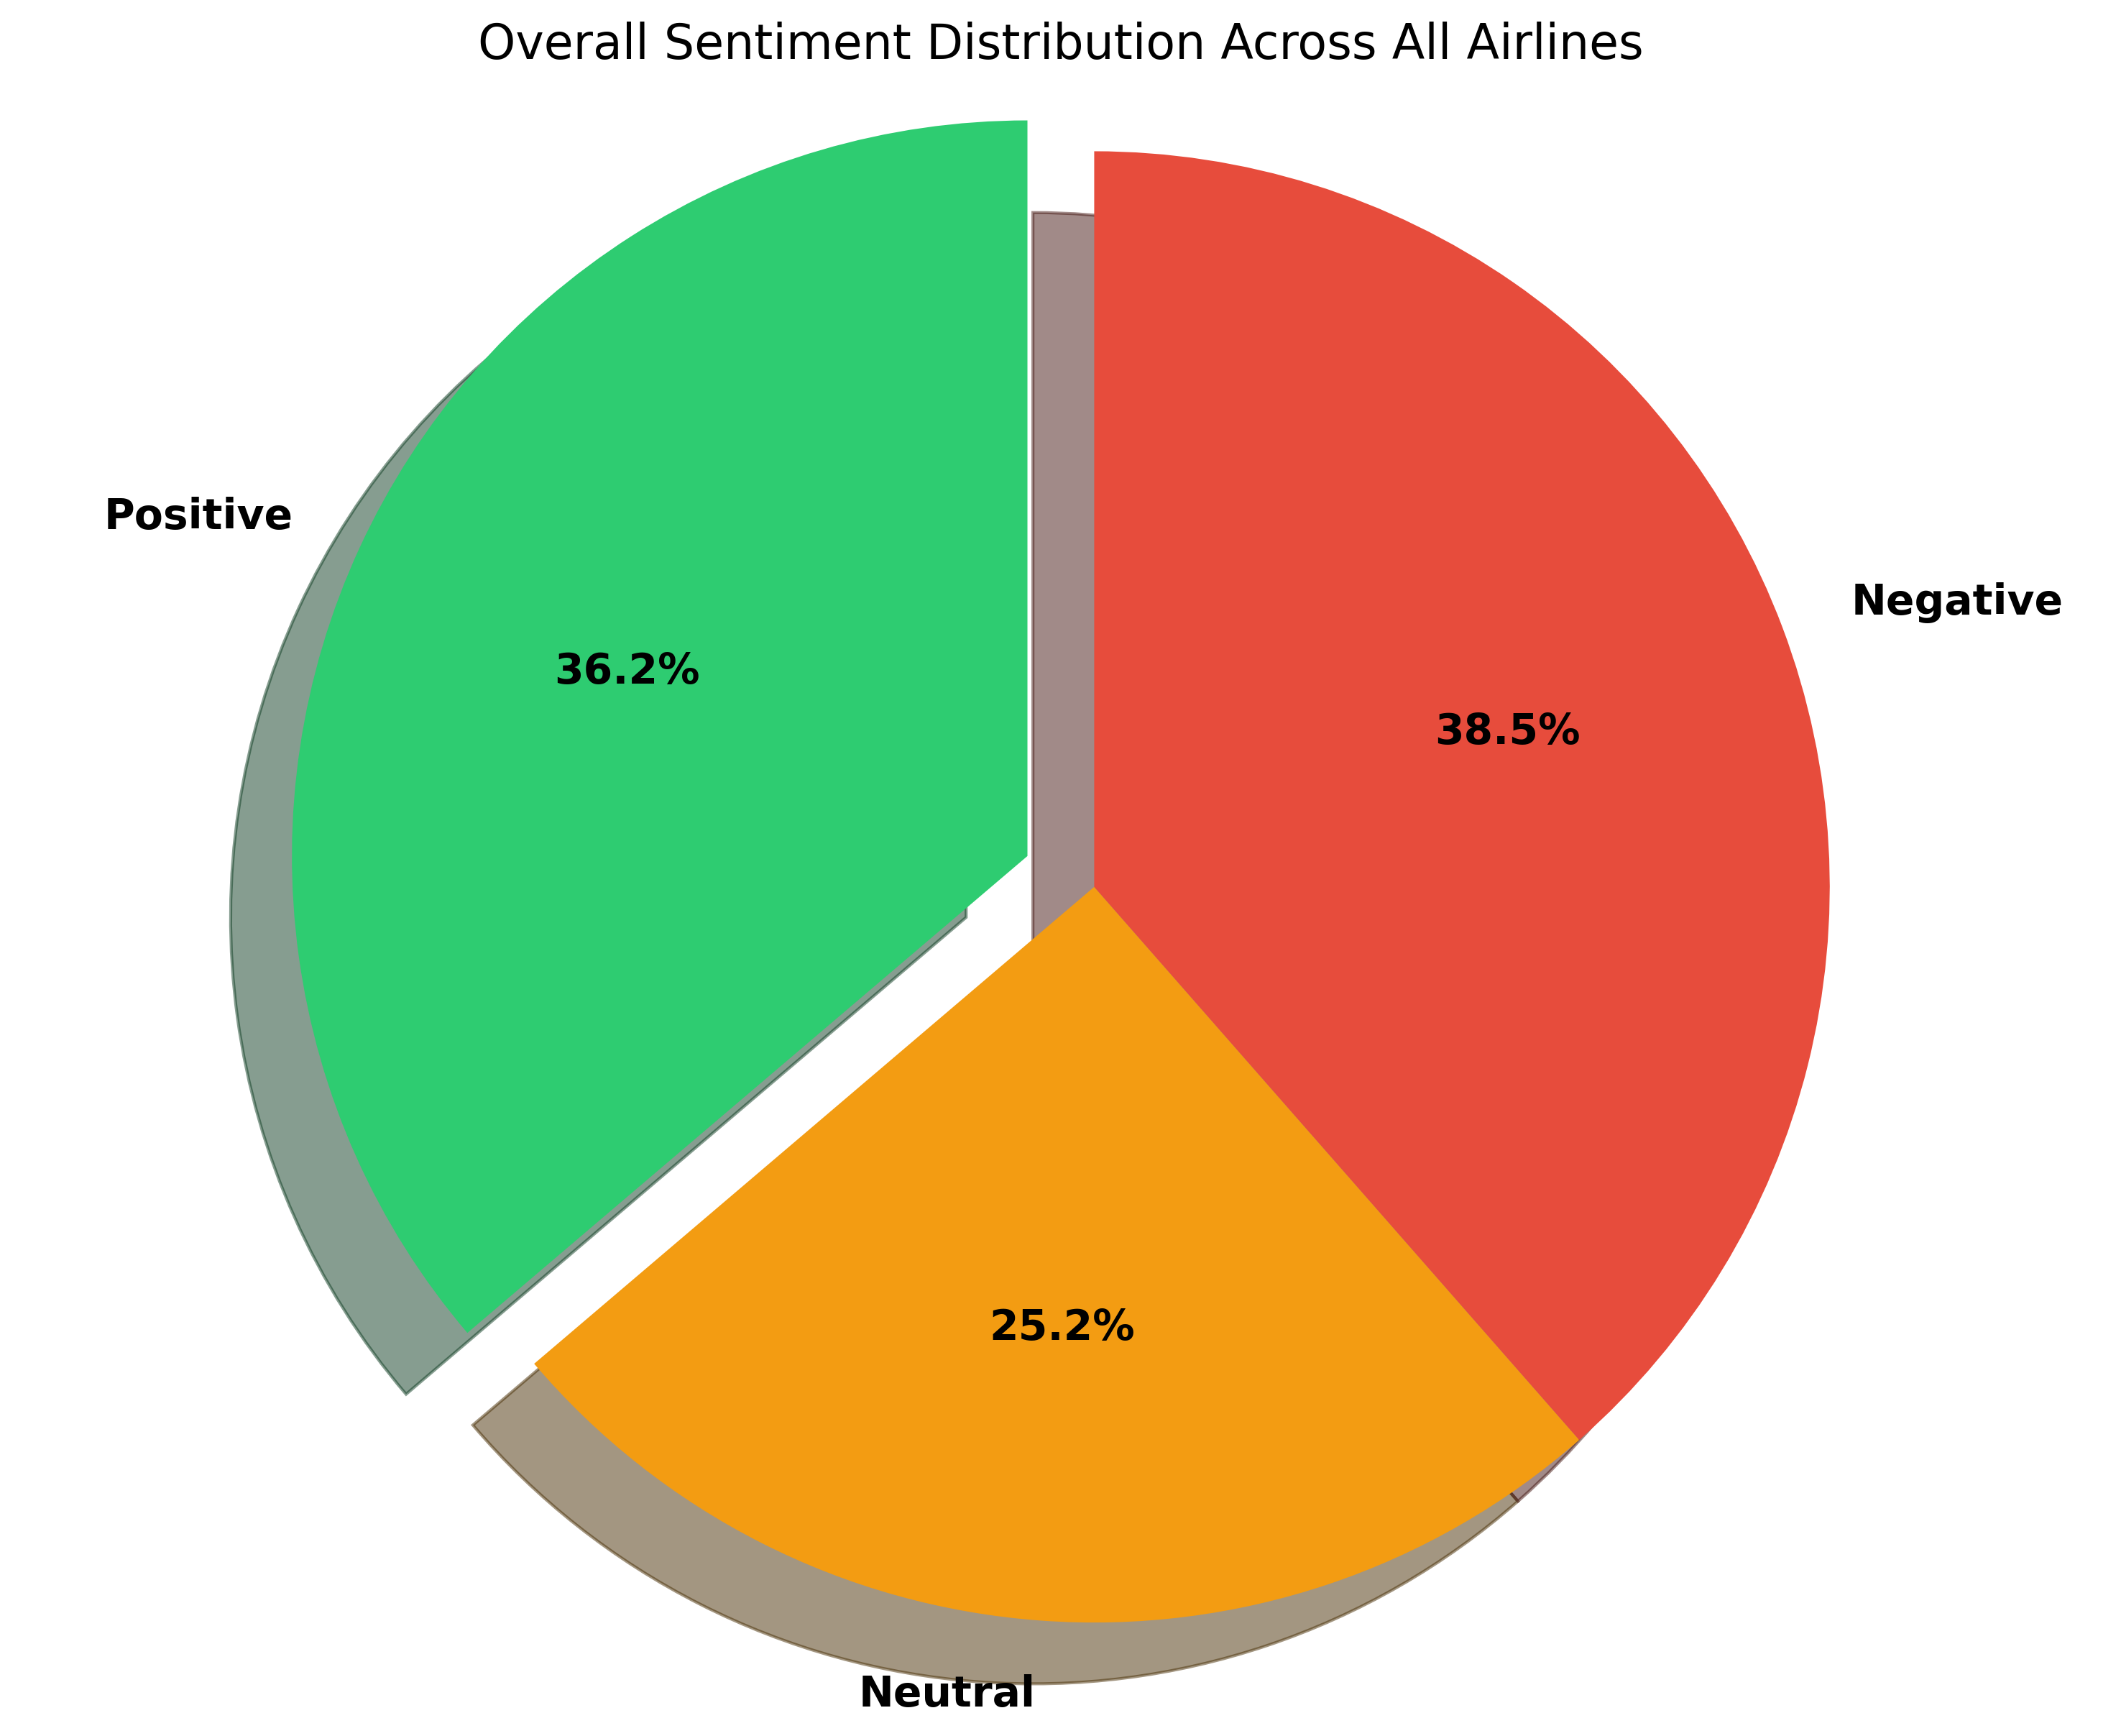 Overall Sentiment Distribution Across All Airlines
Positive
Negative
36.2%
38.5%
25.2%
Neutral